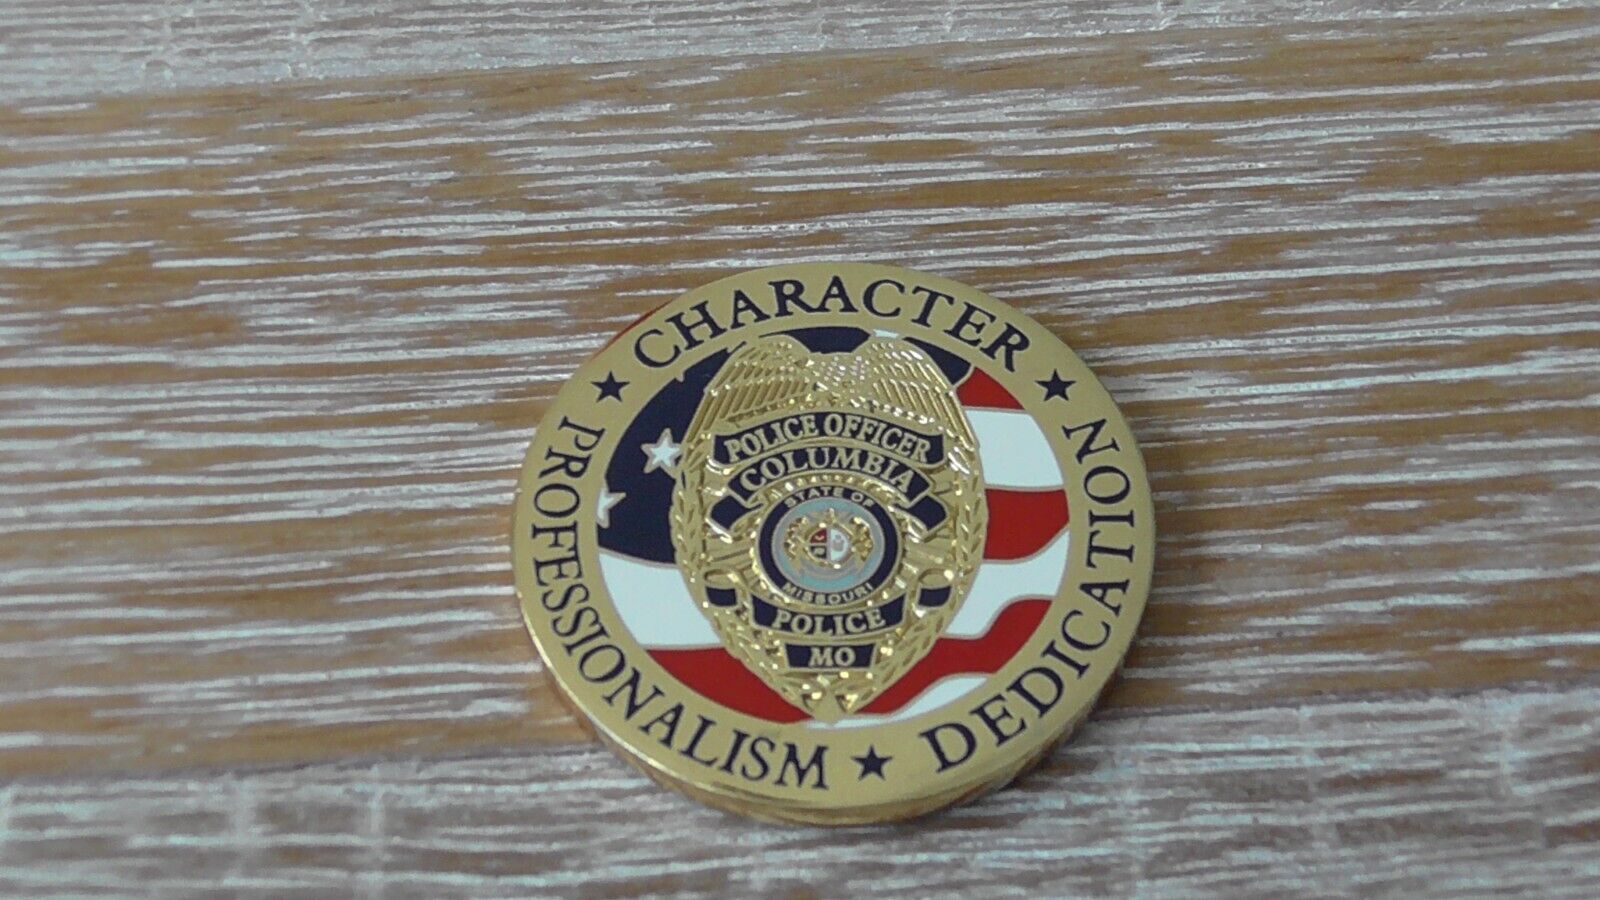 CHARACTER
PROFESSIONALISM ★ DEDICATION
POLICE OFFICER
COLUMBIA
STATE OF
MISSOURI
POLICE
MO